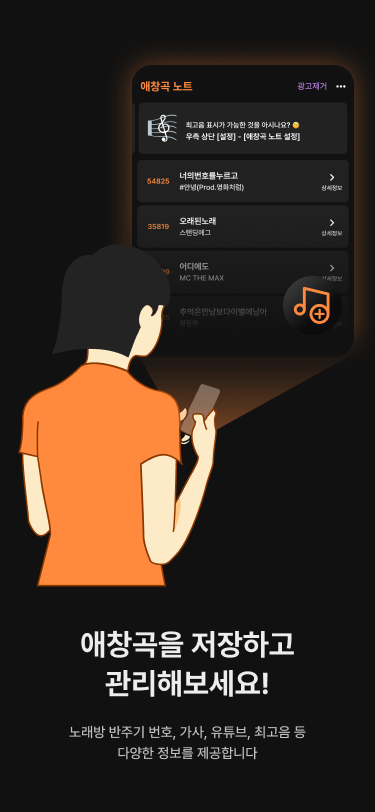 애창곡 노트
광고제거
최고음 표시가 가능한 것을 아시나요? 🧐
우측 상단 [설정] - [애창곡 노트 설정]
54825
너의번호를누르고
#안녕(Prod.영화처럼)
상세정보
35819
오래된노래
스탠딩에그
상세정보
어디에도
MC THE MAX
상세정보
추억은만남보다이별에남아
애창곡을 저장하고
관리해보세요!
노래방 반주기 번호, 가사, 유튜브, 최고음 등
다양한 정보를 제공합니다